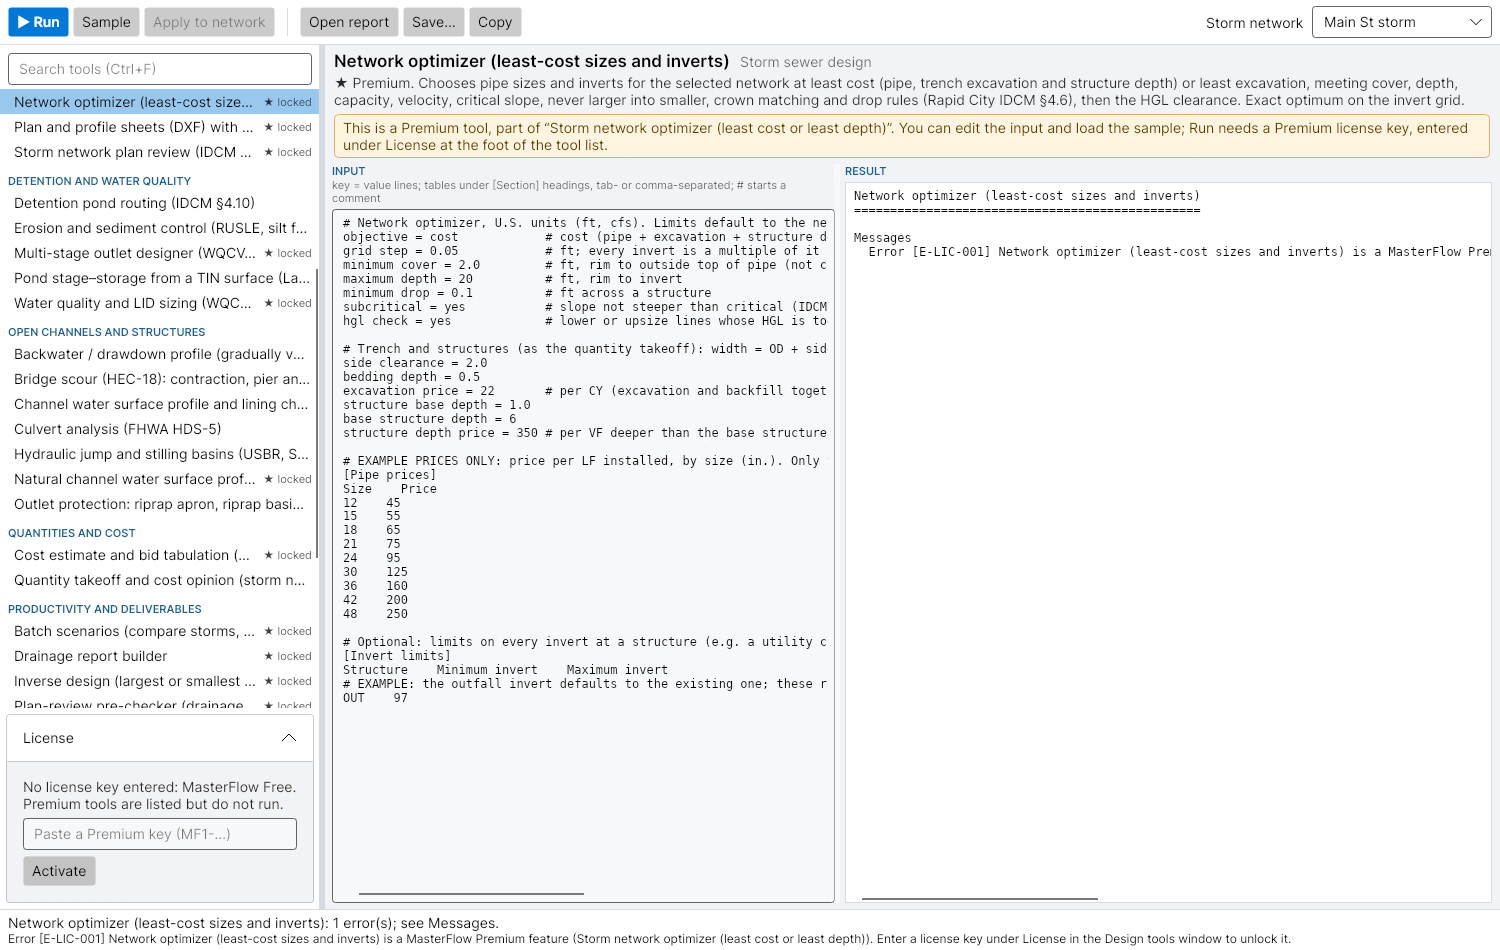 ▶ Run Sample Apply to network Open report Save... Copy Storm network Main St storm
Search tools (Ctrl+F)
Network optimizer (least-cost size... ★ locked
Plan and profile sheets (DXF) with ... ★ locked
Storm network plan review (IDCM ... ★ locked
DETENTION AND WATER QUALITY
Detention pond routing (IDCM §4.10)
Erosion and sediment control (RUSLE, silt f...
Multi-stage outlet designer (WQCV... ★ locked
Pond stage–storage from a TIN surface (La...
Water quality and LID sizing (WQC... ★ locked
OPEN CHANNELS AND STRUCTURES
Backwater / drawdown profile (gradually v...
Bridge scour (HEC-18): contraction, pier an...
Channel water surface profile and lining ch...
Culvert analysis (FHWA HDS-5)
Hydraulic jump and stilling basins (USBR, S...
Natural channel water surface prof... ★ locked
Outlet protection: riprap apron, riprap basi...
QUANTITIES AND COST
Cost estimate and bid tabulation (... ★ locked
Quantity takeoff and cost opinion (storm n...
PRODUCTIVITY AND DELIVERABLES
Batch scenarios (compare storms, ... ★ locked
Drainage report builder ★ locked
Inverse design (largest or smallest ... ★ locked
Plan-review pre-checker (drainage ★ locked
License
No license key entered: MasterFlow Free.
Premium tools are listed but do not run.
Paste a Premium key (MF1-...)
Activate
Network optimizer (least-cost sizes and inverts) Storm sewer design
★ Premium. Chooses pipe sizes and inverts for the selected network at least cost (pipe, trench excavation and structure depth) or least excavation, meeting cover, depth,
capacity, velocity, critical slope, never larger into smaller, crown matching and drop rules (Rapid City IDCM §4.6), then the HGL clearance. Exact optimum on the invert grid.
This is a Premium tool, part of “Storm network optimizer (least cost or least depth)”. You can edit the input and load the sample; Run needs a Premium license key, entered
under License at the foot of the tool list.
INPUT
key = value lines; tables under [Section] headings, tab- or comma-separated; # starts a
comment
# Network optimizer, U.S. units (ft, cfs). Limits default to the ne
objective = cost # cost (pipe + excavation + structure d
grid step = 0.05 # ft; every invert is a multiple of it
minimum cover = 2.0 # ft, rim to outside top of pipe (not c
maximum depth = 20 # ft, rim to invert
minimum drop = 0.1 # ft across a structure
subcritical = yes # slope not steeper than critical (IDCM
hgl check = yes # lower or upsize lines whose HGL is to
# Trench and structures (as the quantity takeoff): width = OD + sid
side clearance = 2.0
bedding depth = 0.5
excavation price = 22 # per CY (excavation and backfill toget
structure base depth = 1.0
base structure depth = 6
structure depth price = 350 # per VF deeper than the base structure
# EXAMPLE PRICES ONLY: price per LF installed, by size (in.). Only
[Pipe prices]
Size Price
12 45
15 55
18 65
21 75
24 95
30 125
36 160
42 200
48 250
# Optional: limits on every invert at a structure (e.g. a utility c
[Invert limits]
Structure Minimum invert Maximum invert
# EXAMPLE: the outfall invert defaults to the existing one; these r
OUT 97
RESULT
Network optimizer (least-cost sizes and inverts)
================================================
Messages
Error [E-LIC-001] Network optimizer (least-cost sizes and inverts) is a MasterFlow Prem
Network optimizer (least-cost sizes and inverts): 1 error(s); see Messages.
Error [E-LIC-001] Network optimizer (least-cost sizes and inverts) is a MasterFlow Premium feature (Storm network optimizer (least cost or least depth)). Enter a license key under License in the Design tools window to unlock it.